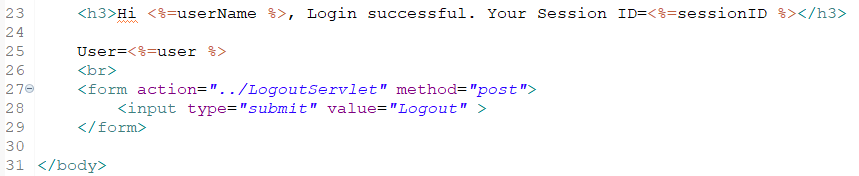 23 <h3>Hi <%=userName %>, Login successful. Your Session ID=<%=sessionID %></h3>
24
25 User=<%=user %>
26 <br>
27 <form action="../LogoutServlet" method="post">
28 <input type="submit" value="Logout" >
29 </form>
30
31 </body>